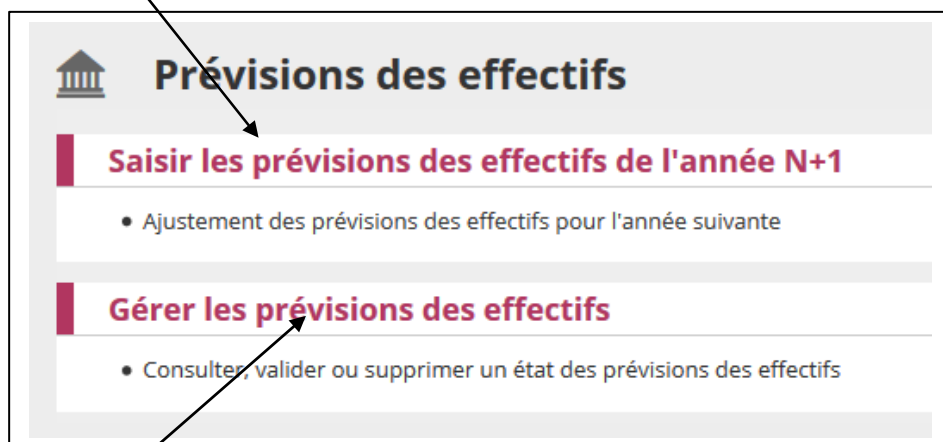 Prévisions des effectifs
Saisir les prévisions des effectifs de l'année N+1
• Ajustement des prévisions des effectifs pour l'année suivante
Gérer les prévisions des effectifs
• Consulter, valider ou supprimer un état des prévisions des effectifs